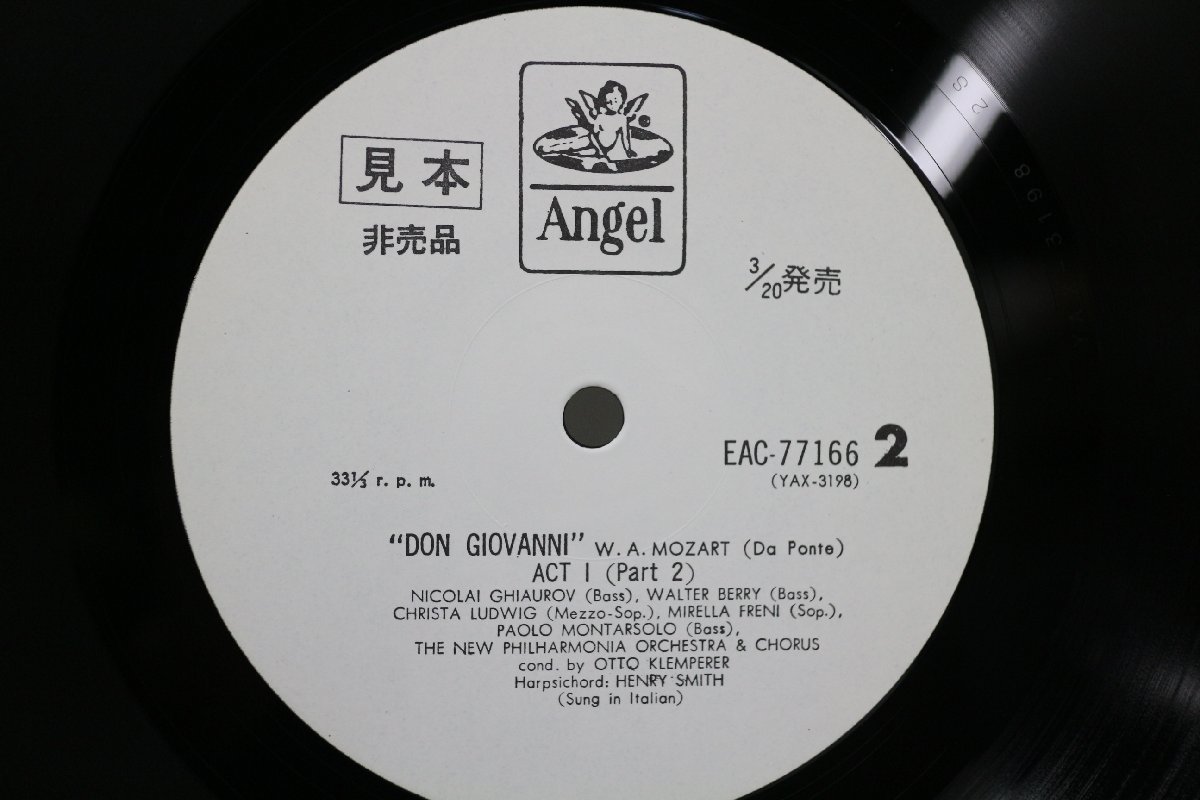 見本
非売品
Angel
3/20発売
EAC-77166 2
(YAX-3198)
33⅓ r. p. m.
“DON GIOVANNI” W. A. MOZART (Da Ponte)
ACT I (Part 2)
NICOLAI GHIAUROV (Bass), WALTER BERRY (Bass),
CHRISTA LUDWIG (Mezzo-Sop.), MIRELLA FRENI (Sop.),
PAOLO MONTARSOLO (Bass),
THE NEW PHILHARMONIA ORCHESTRA & CHORUS
cond. by OTTO KLEMPERER
Harpsichord: HENRY SMITH
(Sung in Italian)